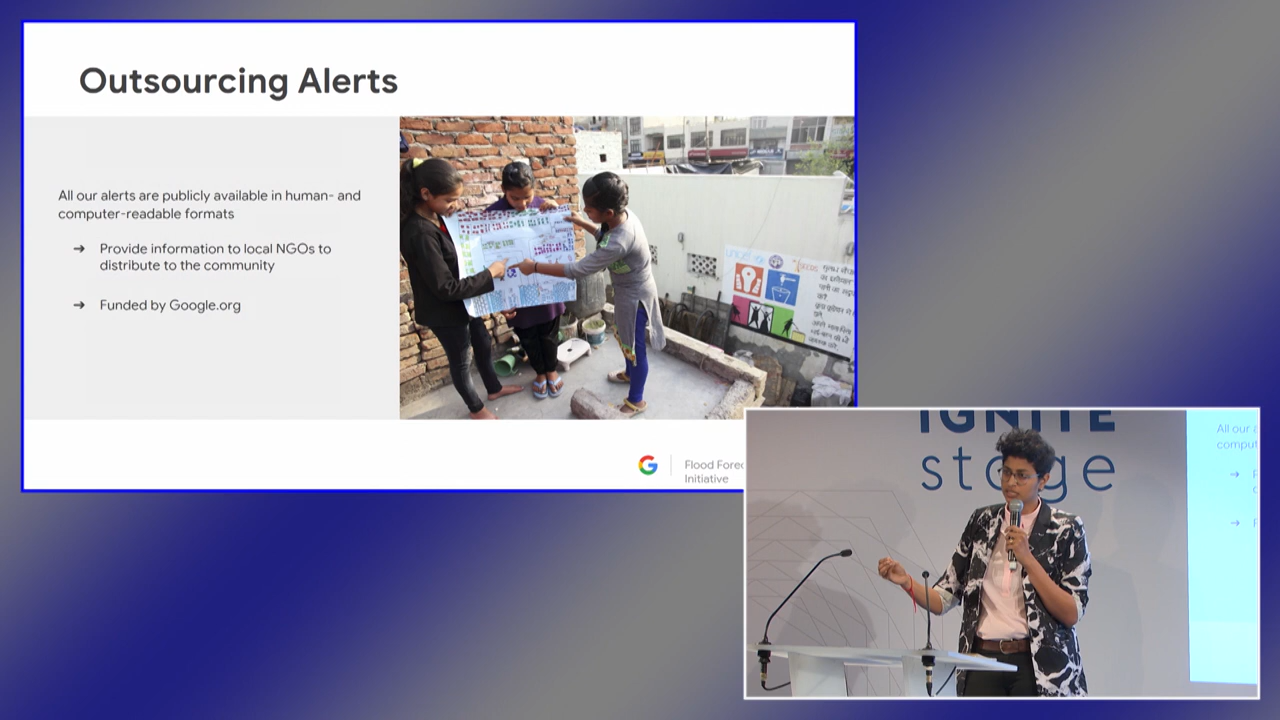 Outsourcing Alerts
All our alerts are publicly available in human- and
computer-readable formats
➔ Provide information to local NGOs to
distribute to the community
➔ Funded by Google.org
unicef
Flood Forec
Initiative
IGNITE
stage
All our
comput